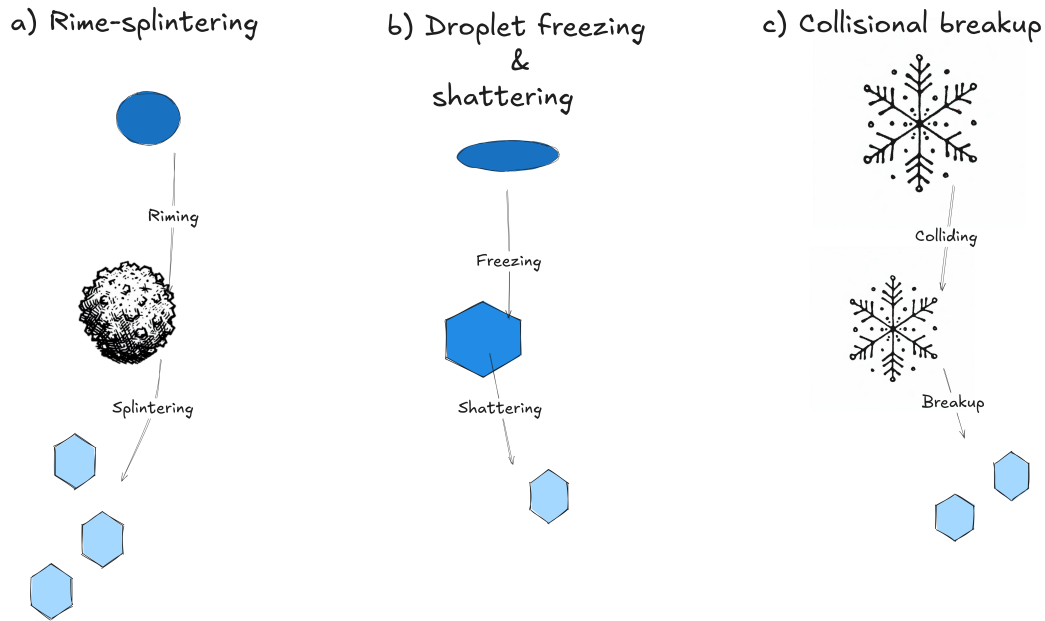 a) Rime-splintering
b) Droplet freezing
&
shattering
c) Collisional breakup
Riming
Splintering
Freezing
Shattering
Colliding
Breakup